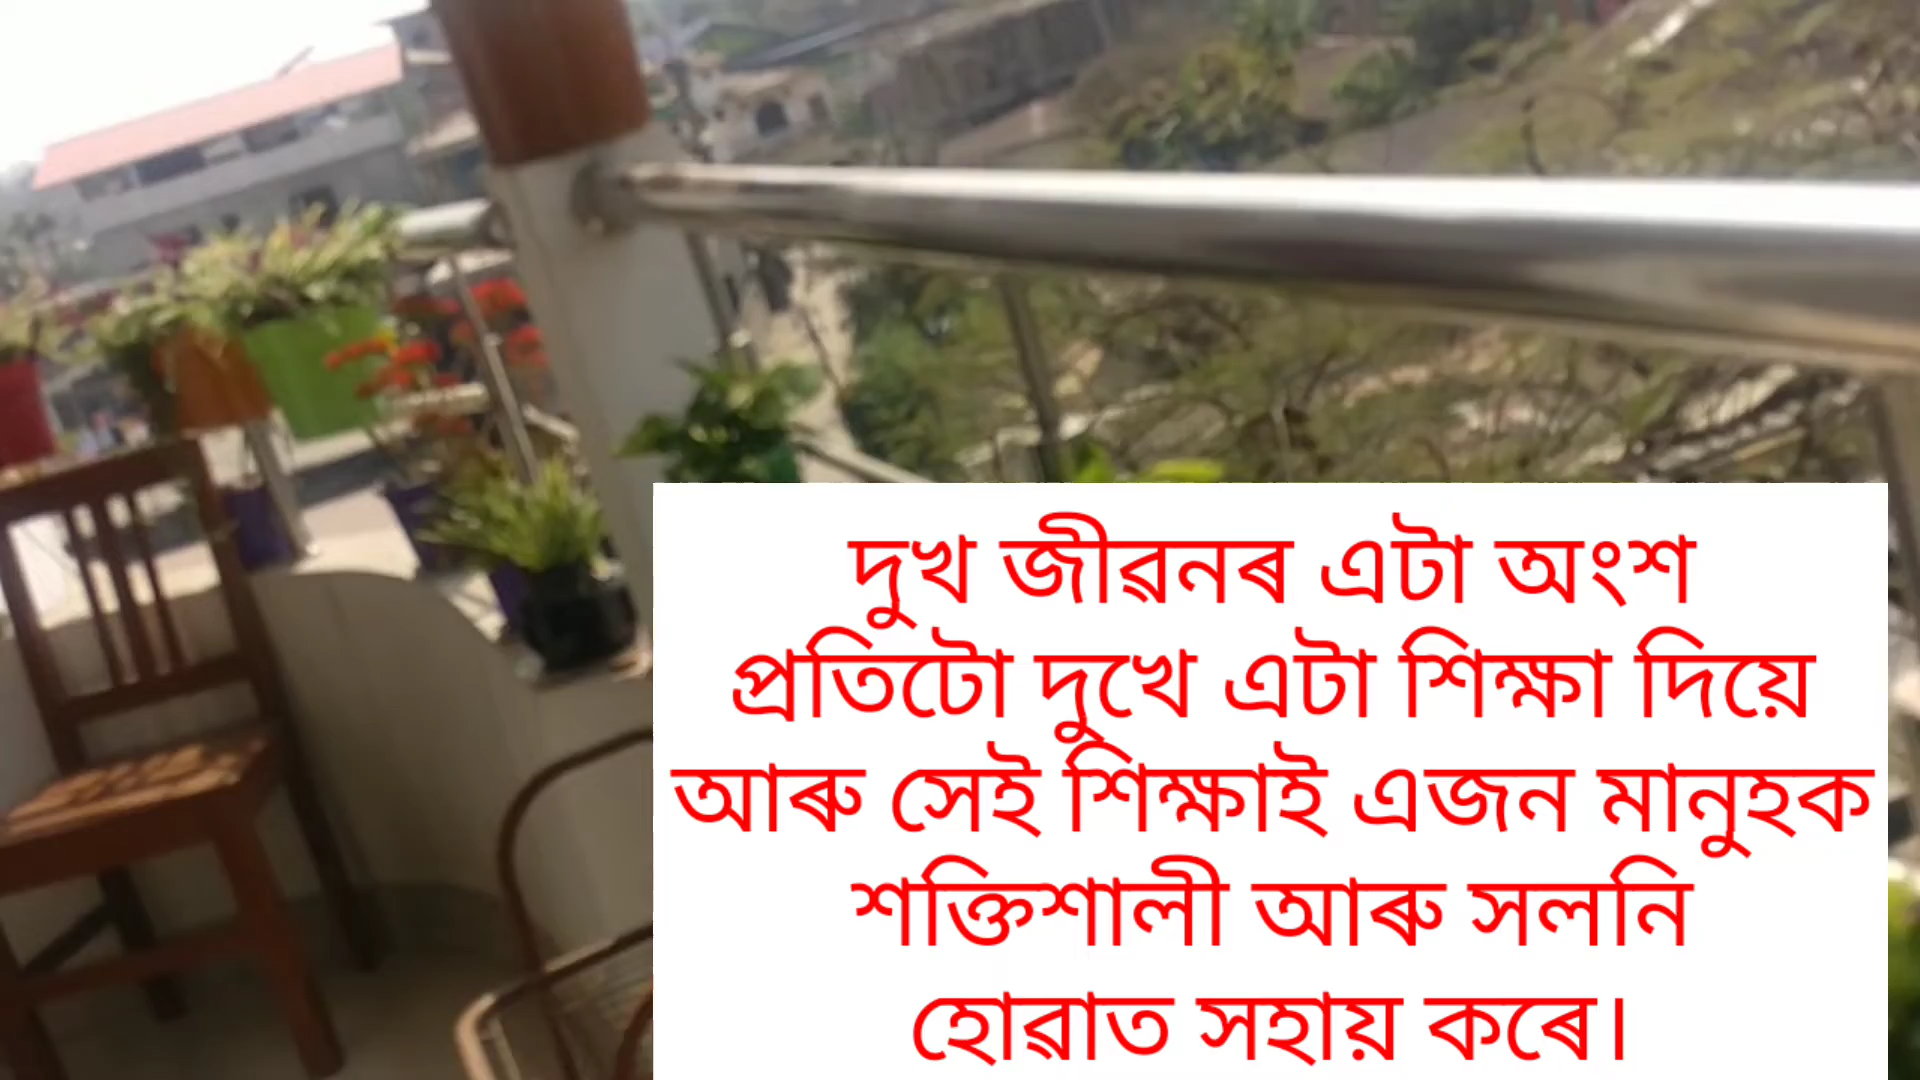 দুখ জীৱনৰ এটা অংশ
প্ৰতিটো দুখে এটা শিক্ষা দিয়ে
আৰু সেই শিক্ষাই এজন মানুহক
শক্তিশালী আৰু সলনি
হোৱাত সহায় কৰে।